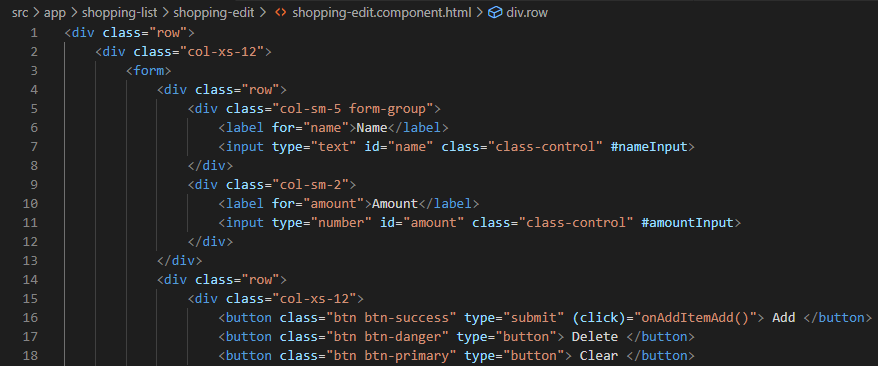 src > app > shopping-list > shopping-edit > <> shopping-edit.component.html > div.row
1 <div class="row">
2 <div class="col-xs-12">
3 <form>
4 <div class="row">
5 <div class="col-sm-5 form-group">
6 <label for="name">Name</label>
7 <input type="text" id="name" class="class-control" #nameInput>
8 </div>
9 <div class="col-sm-2">
10 <label for="amount">Amount</label>
11 <input type="number" id="amount" class="class-control" #amountInput>
12 </div>
13 </div>
14 <div class="row">
15 <div class="col-xs-12">
16 <button class="btn btn-success" type="submit" (click)="onAddItemAdd()"> Add </button>
17 <button class="btn btn-danger" type="button"> Delete </button>
18 <button class="btn btn-primary" type="button"> Clear </button>